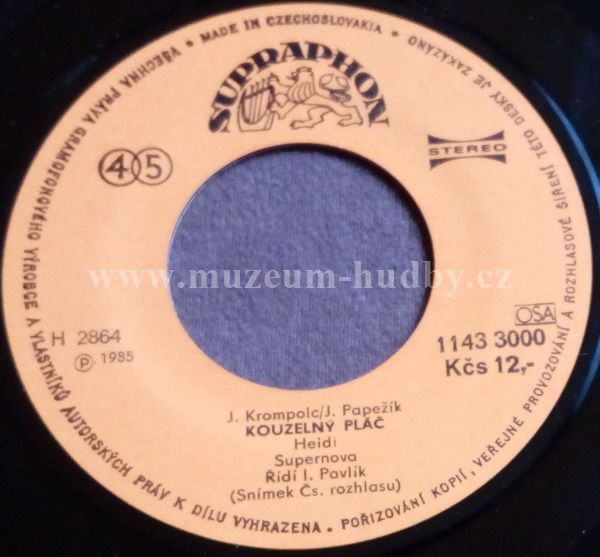 VŠECHNA PRÁVA GRAMOFONOVÉHO VÝROBCE A VLASTNÍKŮ AUTORSKÝCH PRÁV K DÍLU VYHRAZENA. POŘIZOVÁNÍ KOPIÍ, VEŘEJNÉ PROVOZOVÁNÍ A ROZHLASOVÉ ŠÍŘENÍ TÉTO DESKY JE ZAKÁZÁNO • MADE IN CZECHOSLOVAKIA •
SUPRAPHON
45
STEREO
www.muzeum-hudby.cz
H 2864
℗ 1985
OSA
1143 3000
Kčs 12,-
J. Krompolc/J. Papežík
KOUZELNÝ PLÁČ
Heidi
Supernova
Řídí I. Pavlík
(Snímek Čs. rozhlasu)